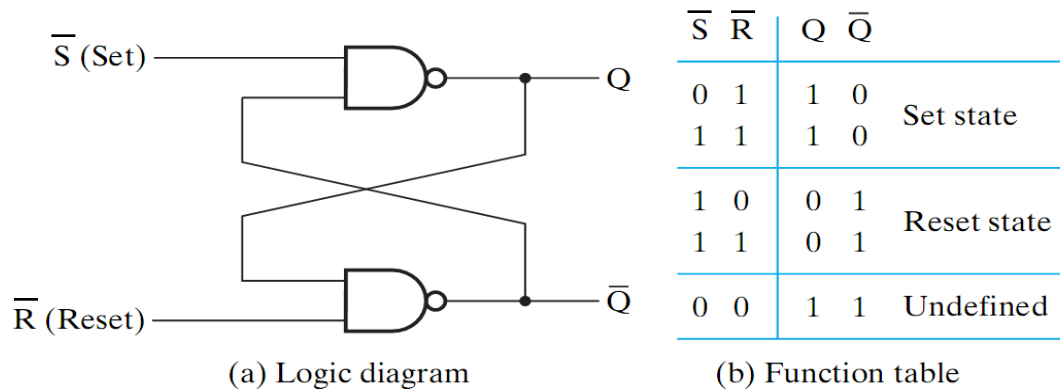 S̅ (Set)
Q
R̅ (Reset)
Q̅
(a) Logic diagram
S̅ R̅ Q Q̅
0 1 1 0
Set state
1 1 1 0
1 0 0 1
Reset state
1 1 0 1
0 0 1 1 Undefined
(b) Function table